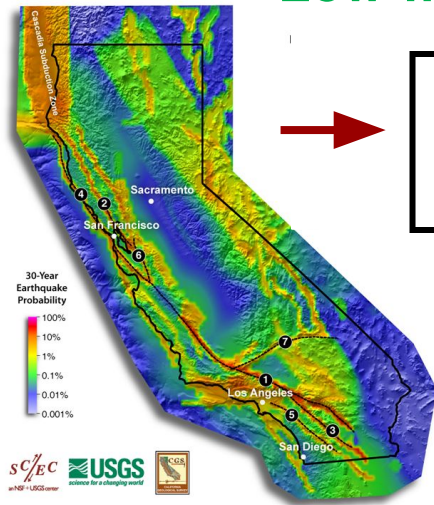 Cascadia Subduction Zone
Sacramento
4
2
San Francisco
6
30-Year
Earthquake
Probability
100%
10%
1%
0.1%
0.01%
0.001%
7
1
Los Angeles
5
3
San Diego
SC/EC
an NSF + USGS center
USGS
science for a changing world
CGS